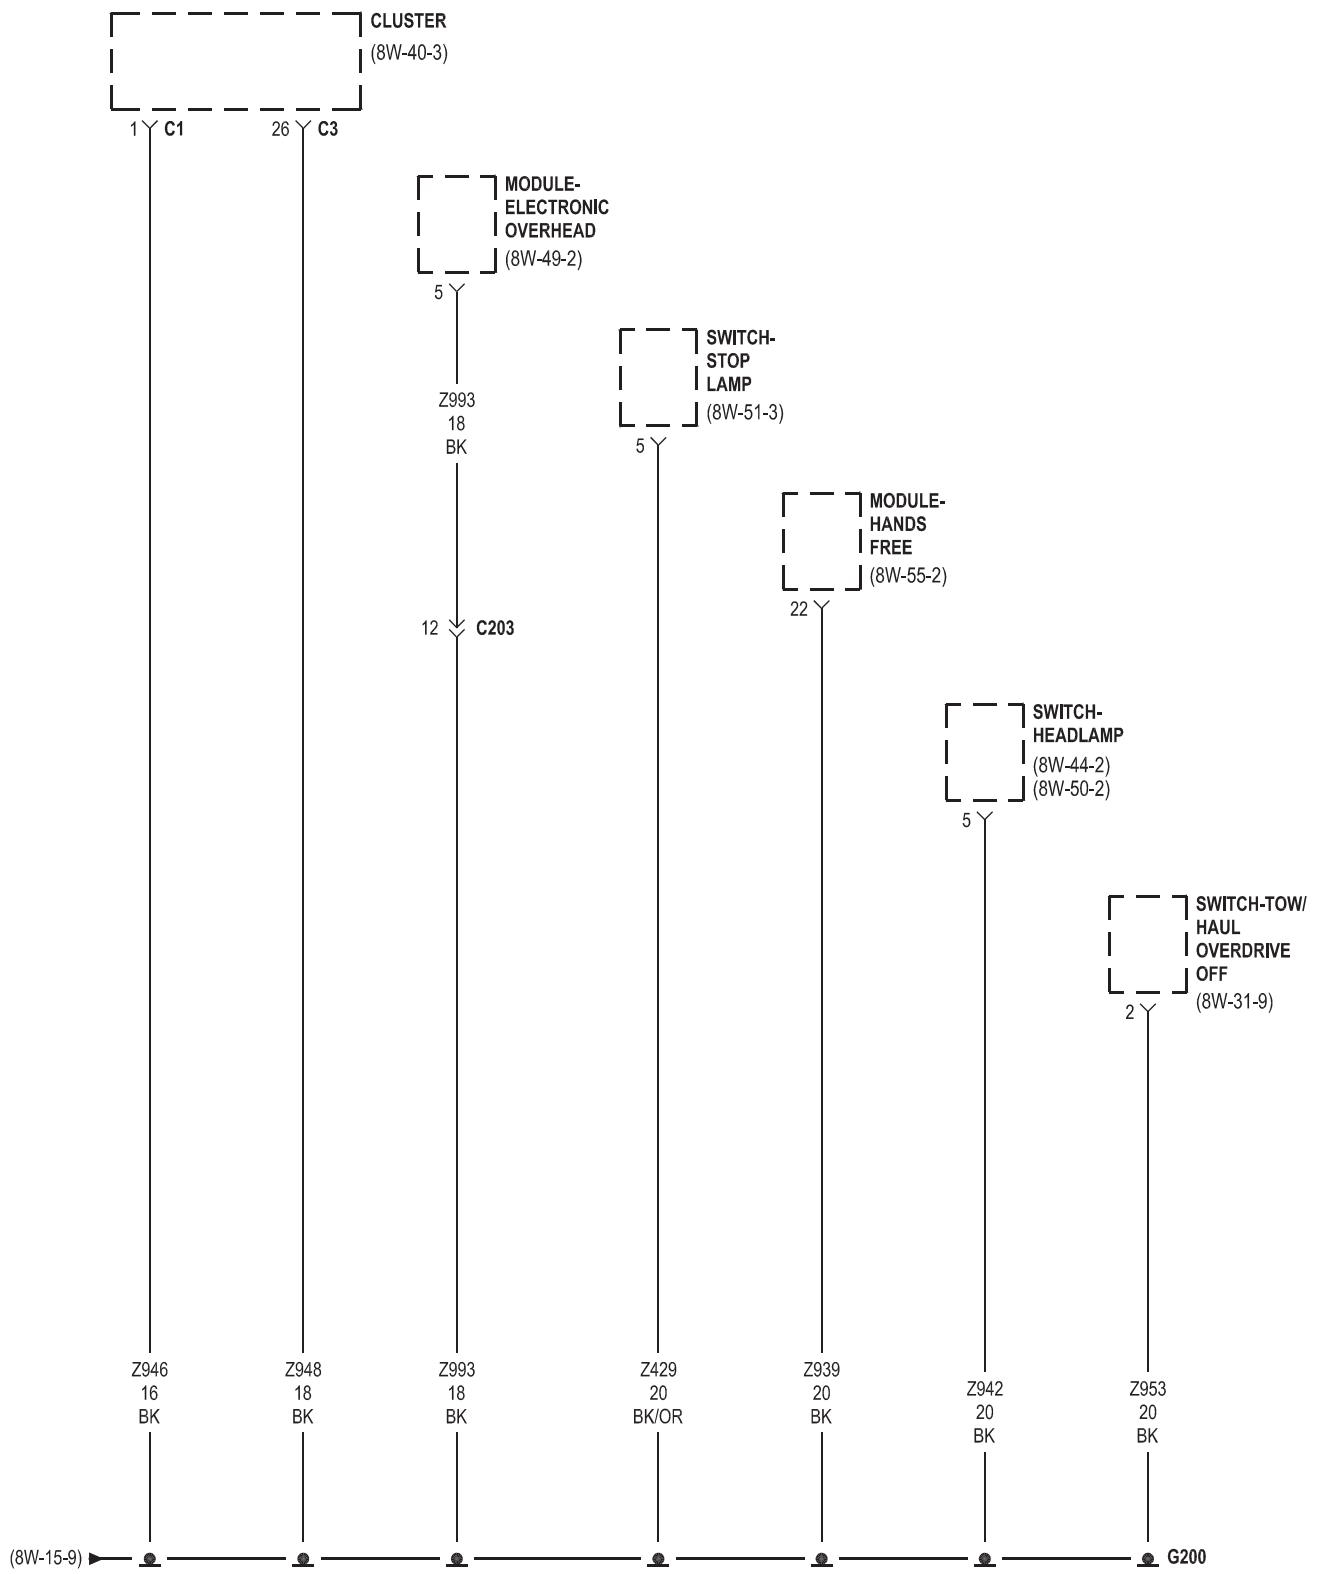 CLUSTER
(8W-40-3)
1 C1
26 C3
MODULE-
ELECTRONIC
OVERHEAD
(8W-49-2)
5
Z993
18
BK
12 C203
SWITCH-
STOP
LAMP
(8W-51-3)
5
MODULE-
HANDS
FREE
(8W-55-2)
22
SWITCH-
HEADLAMP
(8W-44-2)
(8W-50-2)
5
SWITCH-TOW/
HAUL
OVERDRIVE
OFF
(8W-31-9)
2
Z946
16
BK
Z948
18
BK
Z993
18
BK
Z429
20
BK/OR
Z939
20
BK
Z942
20
BK
Z953
20
BK
(8W-15-9)
G200